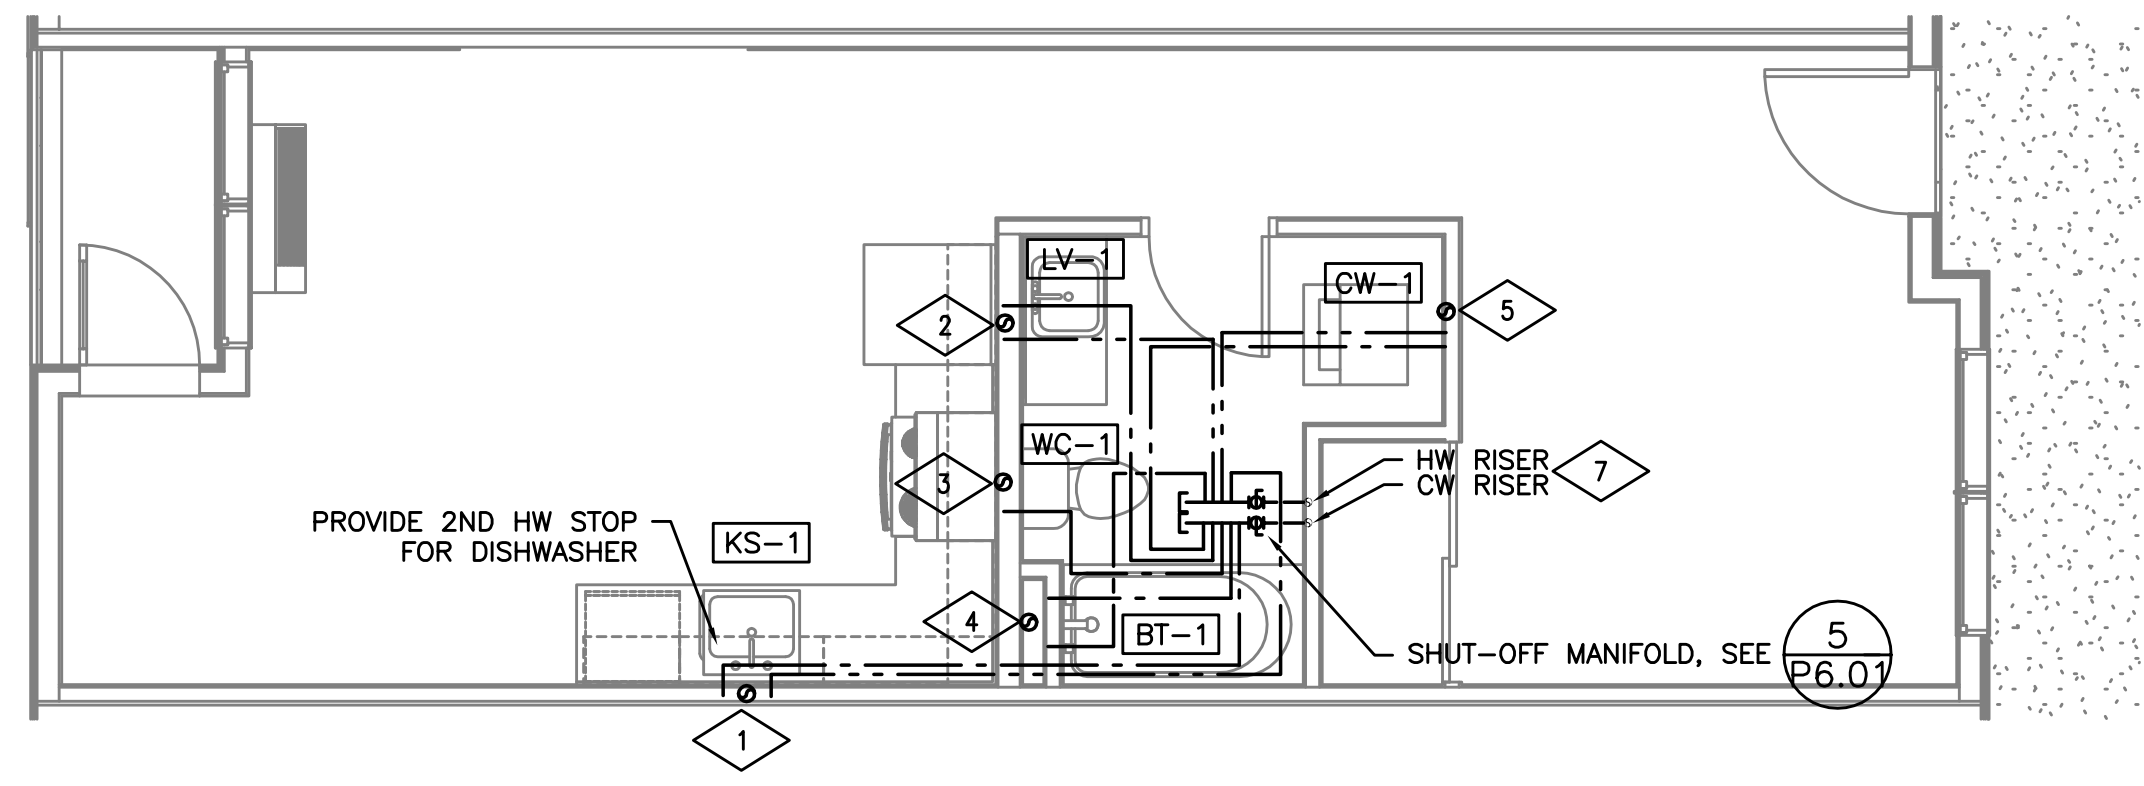 LV-1
CW-1
2
5
WC-1
HW RISER
CW RISER
7
3
PROVIDE 2ND HW STOP
FOR DISHWASHER
KS-1
4
BT-1
SHUT-OFF MANIFOLD, SEE
5
P6.01
1